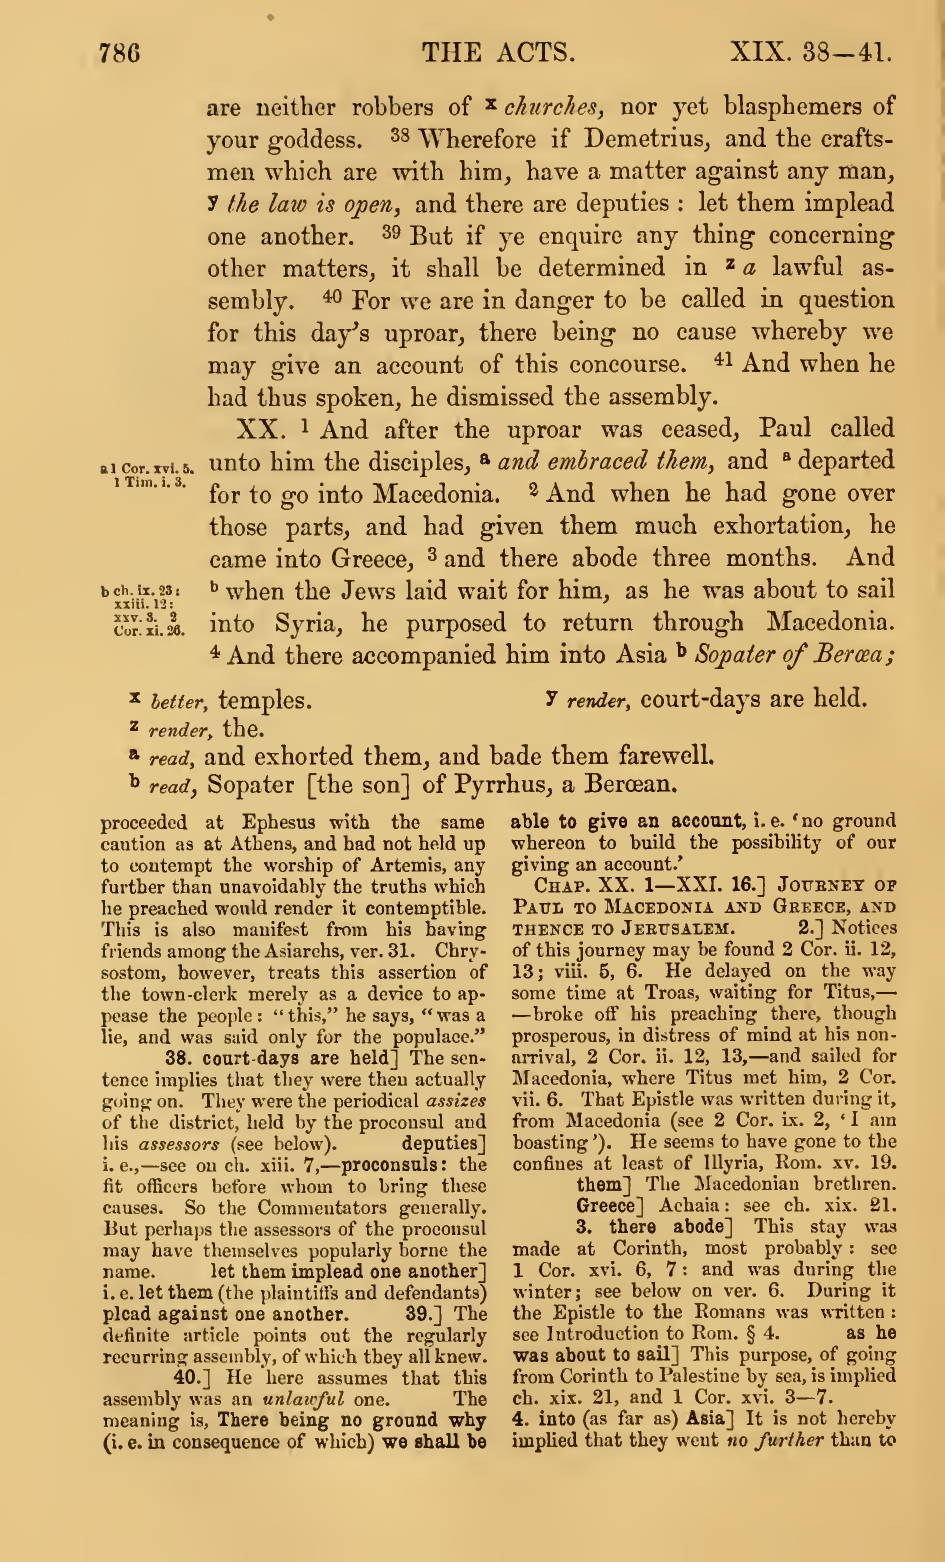 786 THE ACTS. XIX. 38—41.
are neither robbers of x churches, nor yet blasphemers of
your goddess. 38 Wherefore if Demetrius, and the crafts-
men which are with him, have a matter against any man,
y the law is open, and there are deputies : let them implead
one another. 39 But if ye enquire any thing concerning
other matters, it shall be determined in z a lawful as-
sembly. 40 For we are in danger to be called in question
for this day's uproar, there being no cause whereby we
may give an account of this concourse. 41 And when he
had thus spoken, he dismissed the assembly.
XX. 1 And after the uproar was ceased, Paul called
a 1 Cor. xvi. 5.
1 Tim. i. 3.
unto him the disciples, a and embraced them, and a departed
for to go into Macedonia. 2 And when he had gone over
those parts, and had given them much exhortation, he
came into Greece, 3 and there abode three months. And
b ch. ix. 23:
xxiii. 12:
xxv. 3. 2
Cor. xi. 26.
b when the Jews laid wait for him, as he was about to sail
into Syria, he purposed to return through Macedonia.
4 And there accompanied him into Asia b Sopater of Berœa;
x better, temples. y render, court-days are held.
z render, the.
a read, and exhorted them, and bade them farewell.
b read, Sopater [the son] of Pyrrhus, a Berœan.
proceeded at Ephesus with the same
caution as at Athens, and had not held up
to contempt the worship of Artemis, any
further than unavoidably the truths which
he preached would render it contemptible.
This is also manifest from his having
friends among the Asiarchs, ver. 31. Chry-
sostom, however, treats this assertion of
the town-clerk merely as a device to ap-
pease the people: "this," he says, "was a
lie, and was said only for the populace."
38. court-days are held] The sen-
tence implies that they were then actually
going on. They were the periodical assizes
of the district, held by the proconsul and
his assessors (see below). deputies]
i. e.,—see on ch. xiii. 7,—proconsuls: the
fit officers before whom to bring these
causes. So the Commentators generally.
But perhaps the assessors of the proconsul
may have themselves popularly borne the
name. let them implead one another]
i. e. let them (the plaintiffs and defendants)
plead against one another. 39.] The
definite article points out the regularly
recurring assembly, of which they all knew.
40.] He here assumes that this
assembly was an unlawful one. The
meaning is, There being no ground why
(i. e. in consequence of which) we shall be
able to give an account, i. e. 'no ground
whereon to build the possibility of our
giving an account.'
CHAP. XX. 1—XXI. 16.] JOURNEY OF
PAUL TO MACEDONIA AND GREECE, AND
THENCE TO JERUSALEM. 2.] Notices
of this journey may be found 2 Cor. ii. 12,
13; viii. 5, 6. He delayed on the way
some time at Troas, waiting for Titus,—
—broke off his preaching there, though
prosperous, in distress of mind at his non-
arrival, 2 Cor. ii. 12, 13,—and sailed for
Macedonia, where Titus met him, 2 Cor.
vii. 6. That Epistle was written during it,
from Macedonia (see 2 Cor. ix. 2, 'I am
boasting'). He seems to have gone to the
confines at least of Illyria, Rom. xv. 19.
them] The Macedonian brethren.
Greece] Achaia: see ch. xix. 21.
3. there abode] This stay was
made at Corinth, most probably: see
1 Cor. xvi. 6, 7: and was during the
winter; see below on ver. 6. During it
the Epistle to the Romans was written:
see Introduction to Rom. § 4. as he
was about to sail] This purpose, of going
from Corinth to Palestine by sea, is implied
ch. xix. 21, and 1 Cor. xvi. 3—7.
4. into (as far as) Asia] It is not hereby
implied that they went no further than to